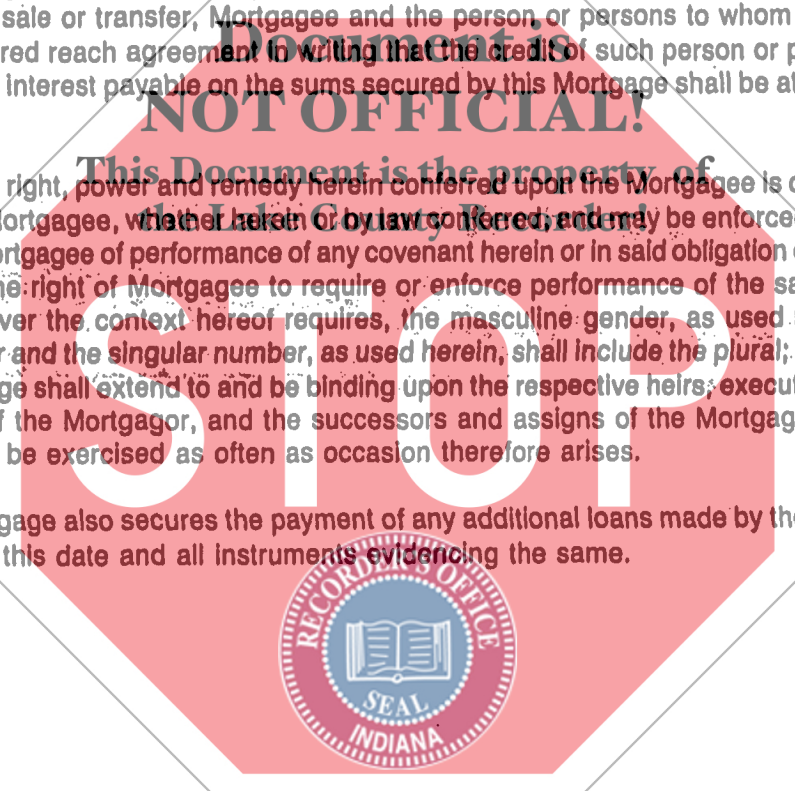 sale or transfer, Mortgagee and the person or persons to whom
Document is
red reach agreement in writing that the credit of such person or p
interest payable on the sums secured by this Mortgage shall be a
NOT OFFICIAL!
This Document is the property of
right, power and remedy herein conferred upon the Mortgagee is
the Lake County Recorder!
ortgagee, whether herein or by law conferred, and may be enforce
rtgagee of performance of any covenant herein or in said obligation
e right of Mortgagee to require or enforce performance of the sa
ver the context hereof requires, the masculine gender, as used
r and the singular number, as used herein, shall include the plural;
ge shall extend to and be binding upon the respective heirs, execu
f the Mortgagor, and the successors and assigns of the Mortgag
STOP
be exercised as often as occasion therefore arises.
gage also secures the payment of any additional loans made by th
this date and all instruments evidencing the same.
RECORDER'S OFFICE
SEAL
INDIANA